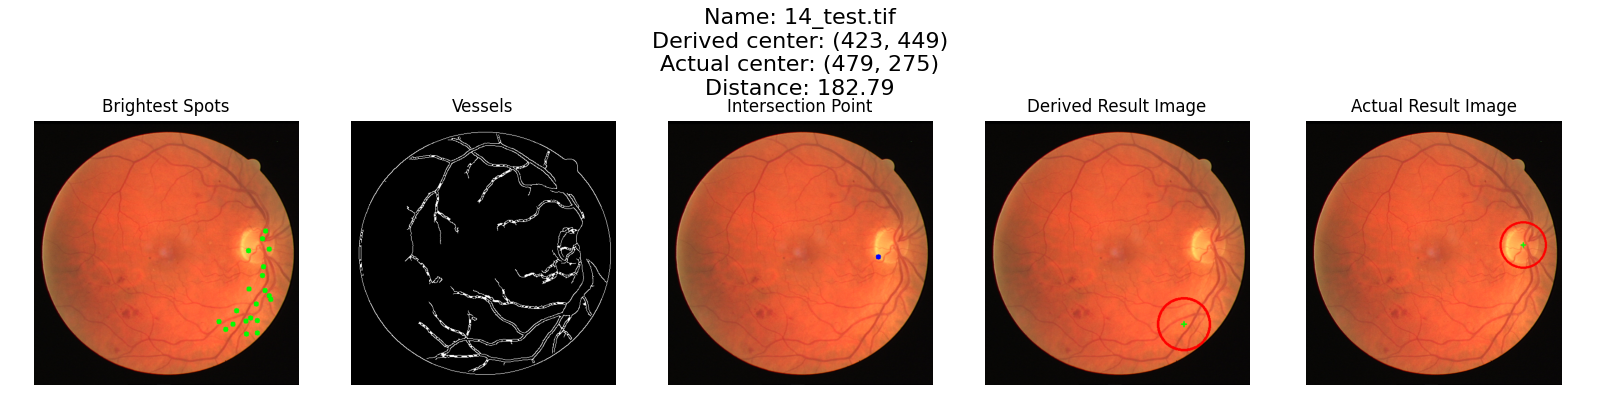 Name: 14_test.tif
Derived center: (423, 449)
Actual center: (479, 275)
Distance: 182.79
Brightest Spots
Vessels
Intersection Point
Derived Result Image
Actual Result Image